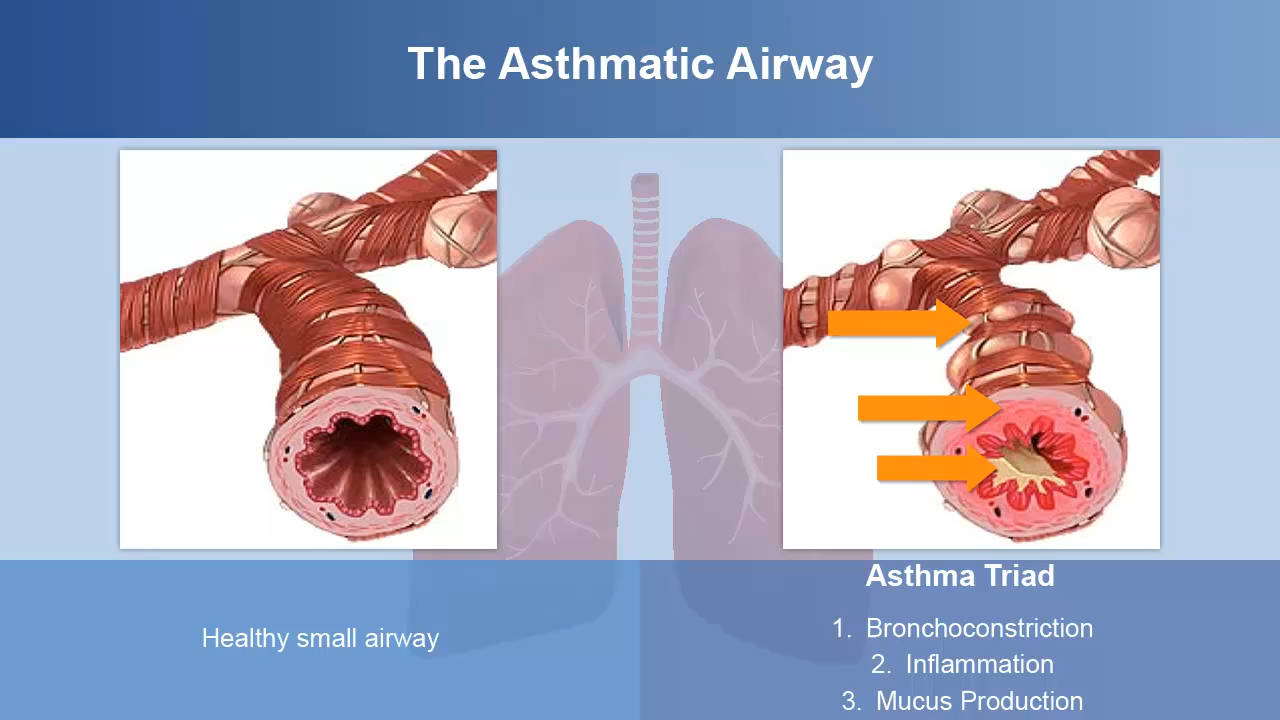 The Asthmatic Airway
Healthy small airway
Asthma Triad
1. Bronchoconstriction
2. Inflammation
3. Mucus Production